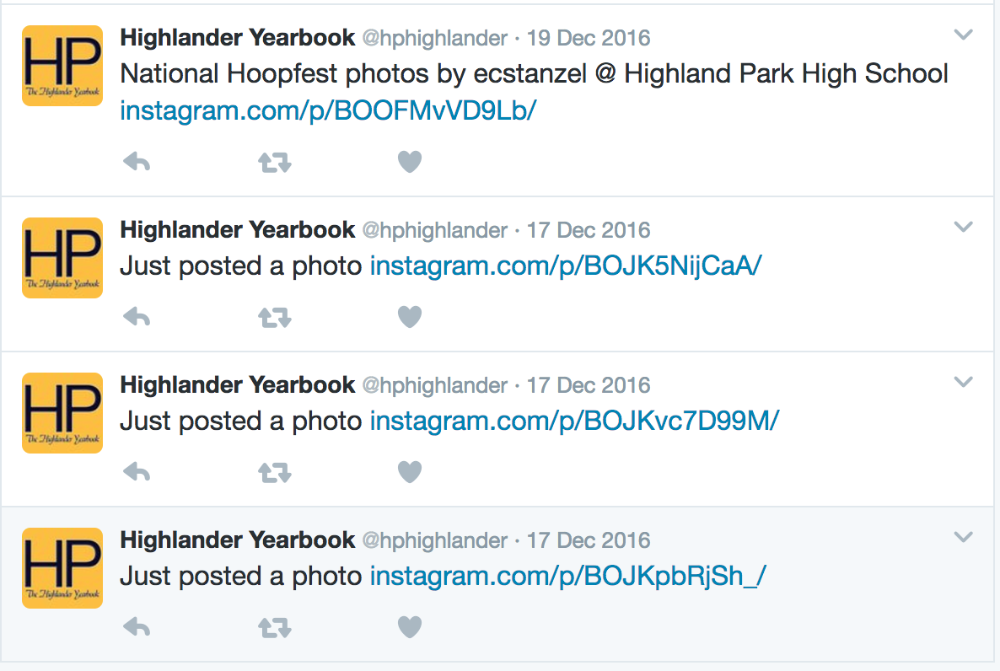 HP
The Highlander Yearbook
Highlander Yearbook @hphighlander · 19 Dec 2016
National Hoopfest photos by ecstanzel @ Highland Park High School
instagram.com/p/BOOFMvVD9Lb/
HP
The Highlander Yearbook
Highlander Yearbook @hphighlander · 17 Dec 2016
Just posted a photo instagram.com/p/BOJK5NijCaA/
HP
The Highlander Yearbook
Highlander Yearbook @hphighlander · 17 Dec 2016
Just posted a photo instagram.com/p/BOJKvc7D99M/
HP
The Highlander Yearbook
Highlander Yearbook @hphighlander · 17 Dec 2016
Just posted a photo instagram.com/p/BOJKpbRjSh_/